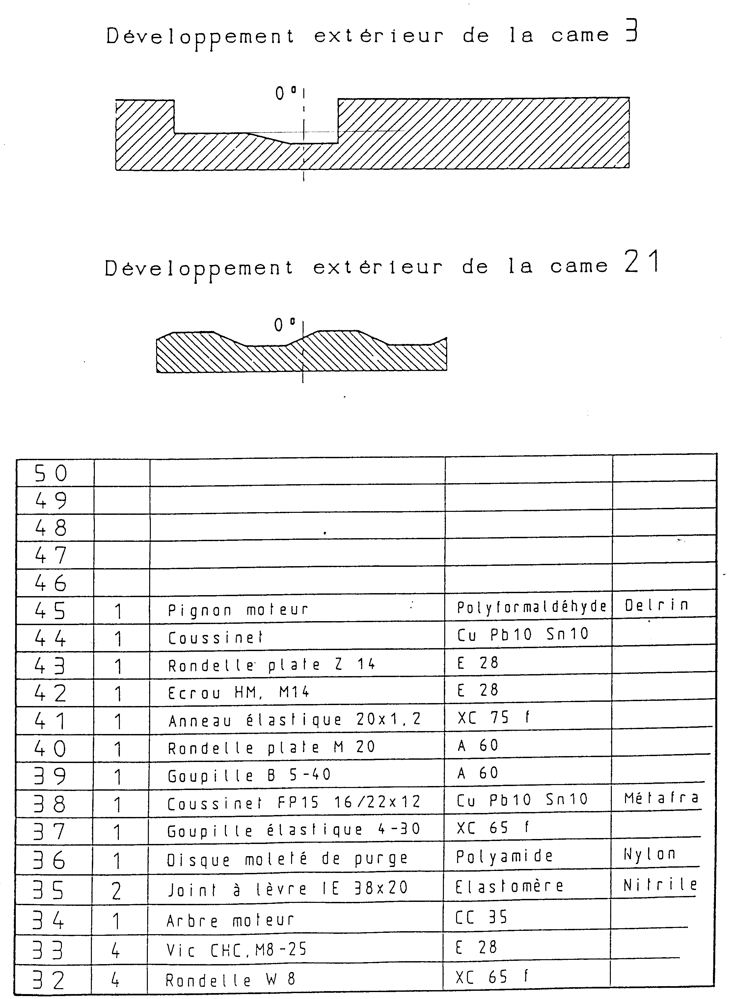 Développement extérieur de la came 3
0°
Développement extérieur de la came 21
0°
50
49
48
47
46
45 1 Pignon moteur Polyformaldéhyde Delrin
44 1 Coussinet Cu Pb10 Sn10
43 1 Rondelle plate Z 14 E 28
42 1 Ecrou HM, M14 E 28
41 1 Anneau élastique 20x1,2 XC 75 f
40 1 Rondelle plate M 20 A 60
39 1 Goupille B 5-40 A 60
38 1 Coussinet FP15 16/22x12 Cu Pb10 Sn10 Métafra
37 1 Goupille élastique 4-30 XC 65 f
36 1 Disque moleté de purge Polyamide Nylon
35 2 Joint à lèvre IE 38x20 Elastomère Nitrile
34 1 Arbre moteur CC 35
33 4 Vic CHC, M8-25 E 28
32 4 Rondelle W 8 XC 65 f